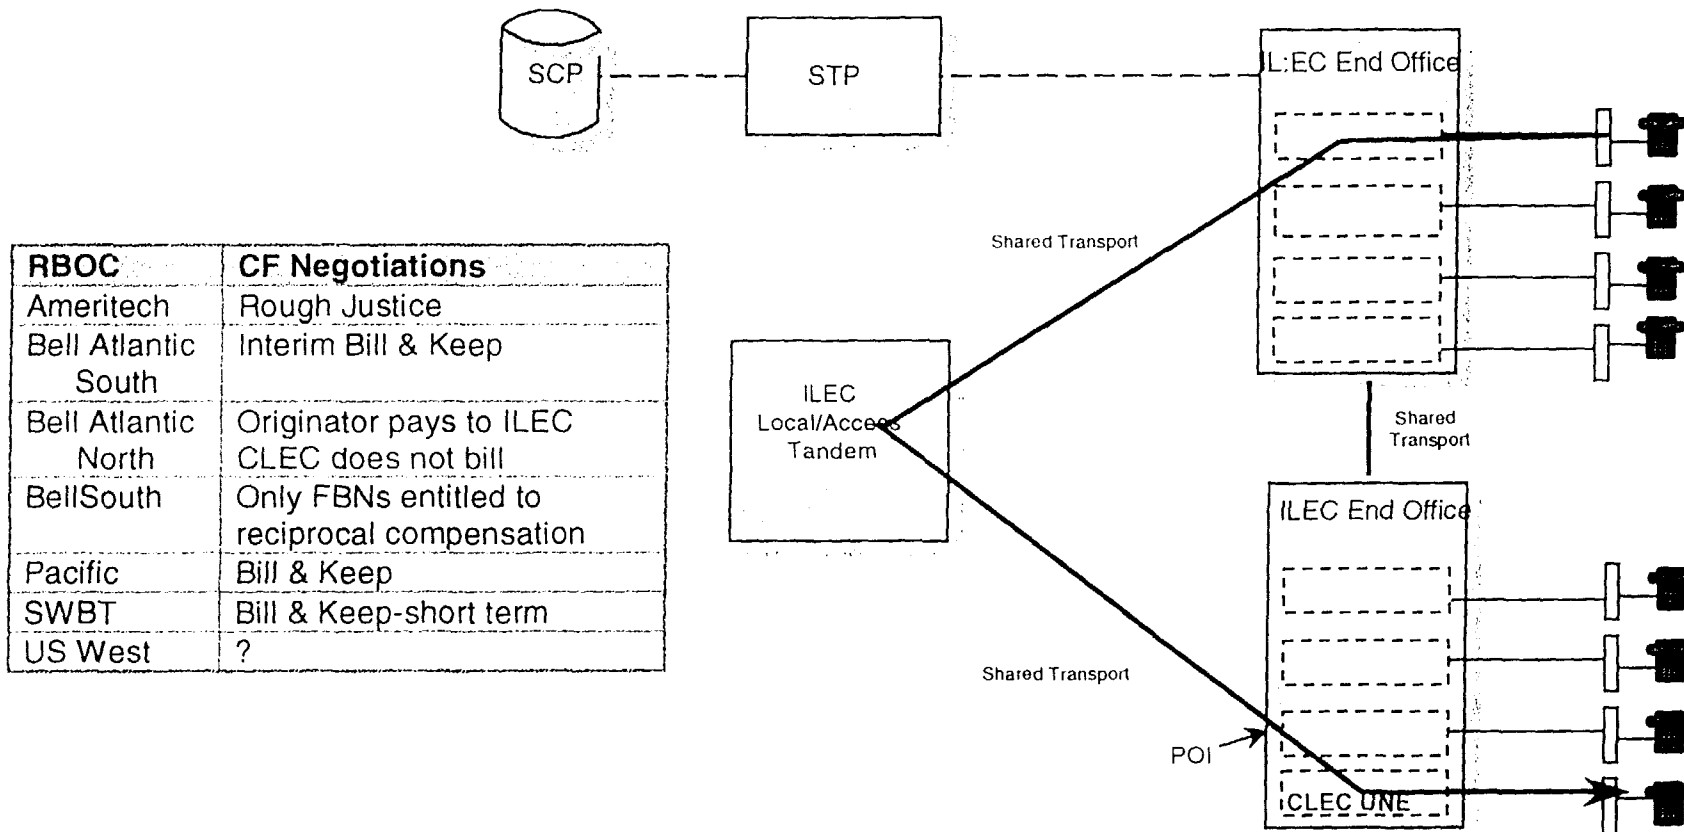 SCP
STP
IL:EC End Office
Shared Transport
RBOC CF Negotiations
Ameritech Rough Justice
Bell Atlantic Interim Bill & Keep
South
Bell Atlantic Originator pays to ILEC
North CLEC does not bill
BellSouth Only FBNs entitled to
reciprocal compensation
Pacific Bill & Keep
SWBT Bill & Keep-short term
US West ?
ILEC
Local/Access
Tandem
Shared
Transport
ILEC End Office
Shared Transport
POI
CLEC UNE